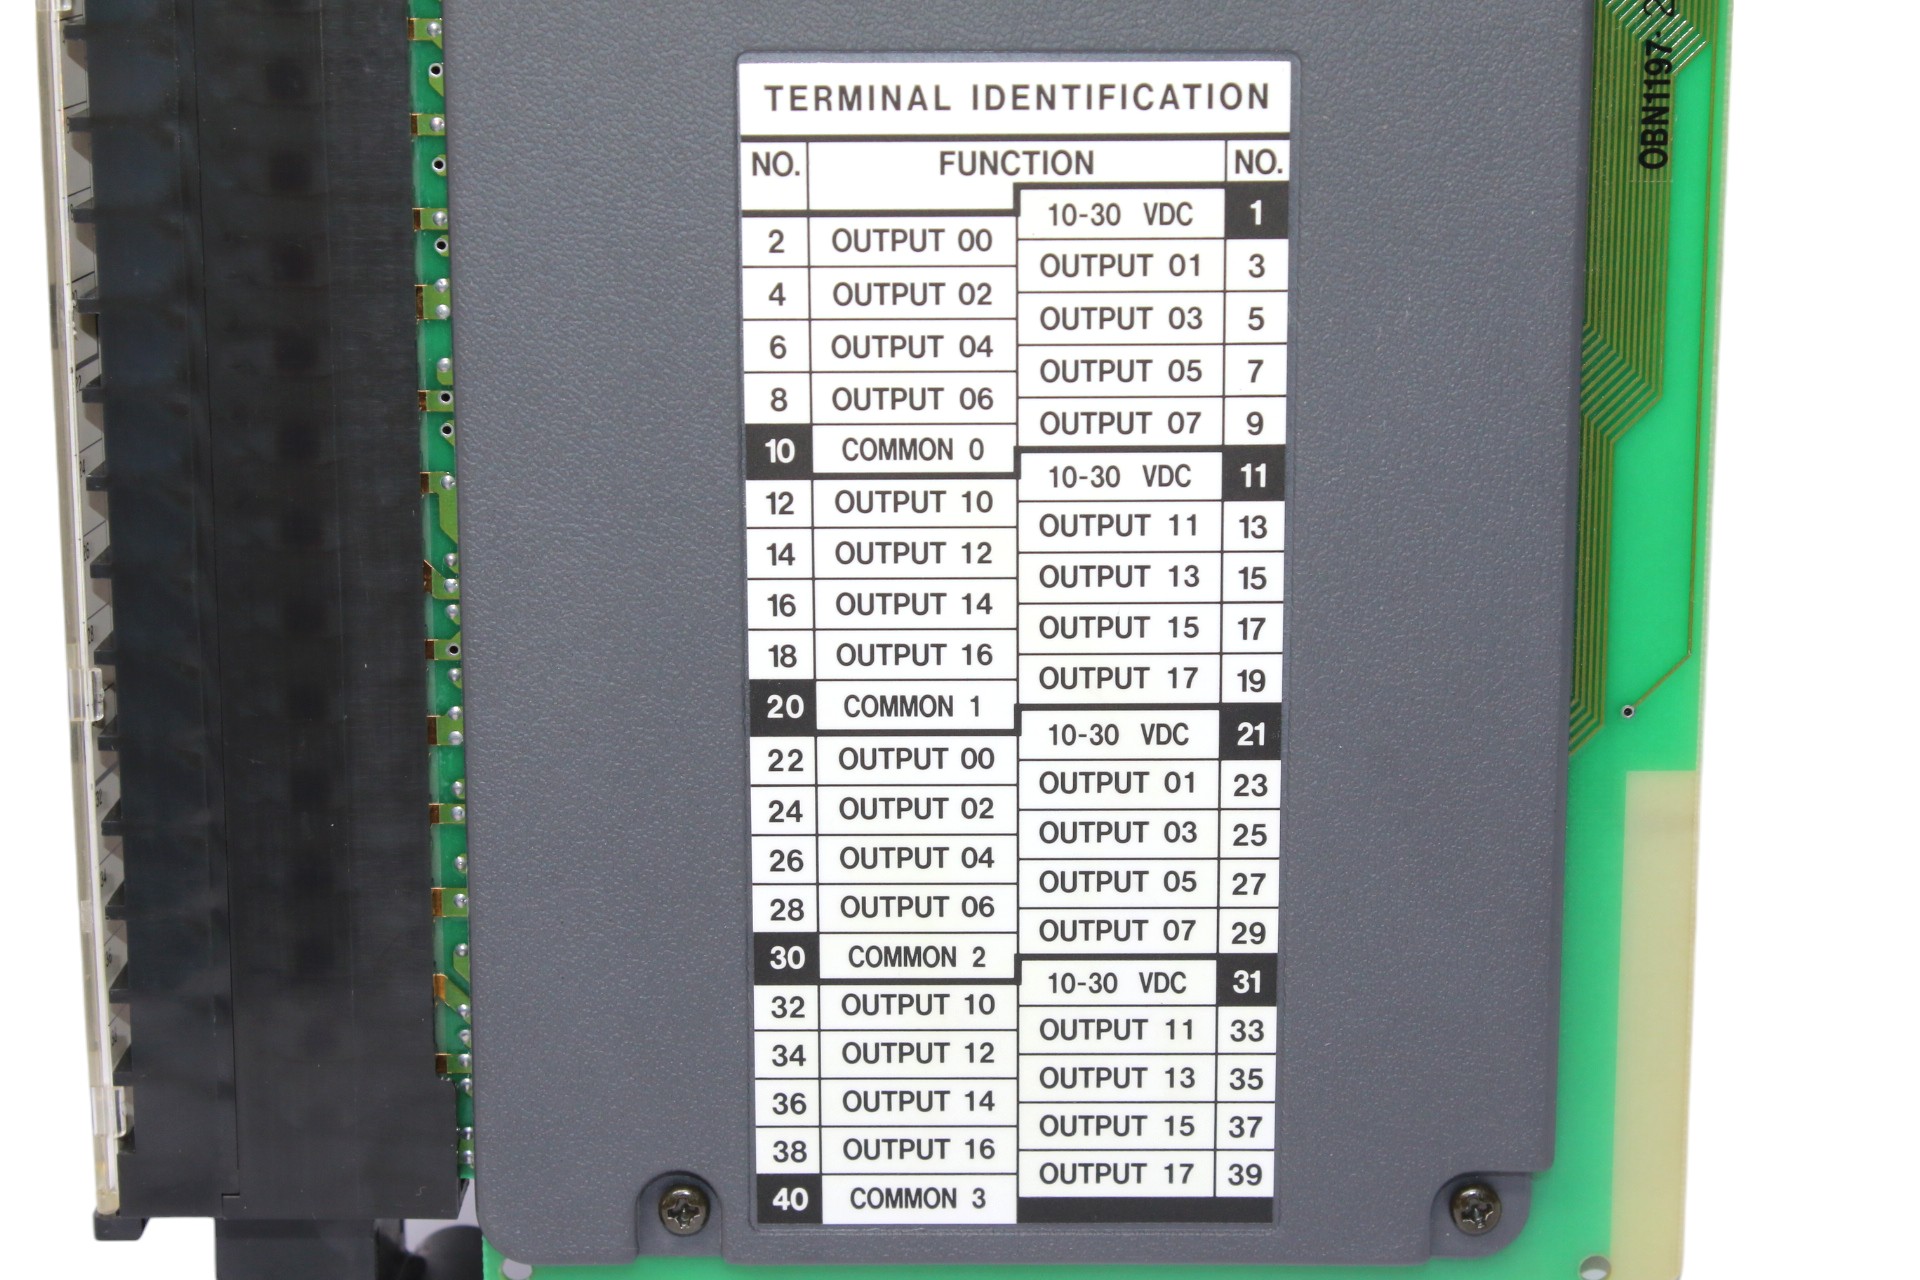 TERMINAL IDENTIFICATION
NO. FUNCTION NO.
10-30 VDC 1
2 OUTPUT 00
OUTPUT 01 3
4 OUTPUT 02
OUTPUT 03 5
6 OUTPUT 04
OUTPUT 05 7
8 OUTPUT 06
OUTPUT 07 9
10 COMMON 0
10-30 VDC 11
12 OUTPUT 10
OUTPUT 11 13
14 OUTPUT 12
OUTPUT 13 15
16 OUTPUT 14
OUTPUT 15 17
18 OUTPUT 16
OUTPUT 17 19
20 COMMON 1
10-30 VDC 21
22 OUTPUT 00
OUTPUT 01 23
24 OUTPUT 02
OUTPUT 03 25
26 OUTPUT 04
OUTPUT 05 27
28 OUTPUT 06
OUTPUT 07 29
30 COMMON 2
10-30 VDC 31
32 OUTPUT 10
OUTPUT 11 33
34 OUTPUT 12
OUTPUT 13 35
36 OUTPUT 14
OUTPUT 15 37
38 OUTPUT 16
OUTPUT 17 39
40 COMMON 3
OBN1197-